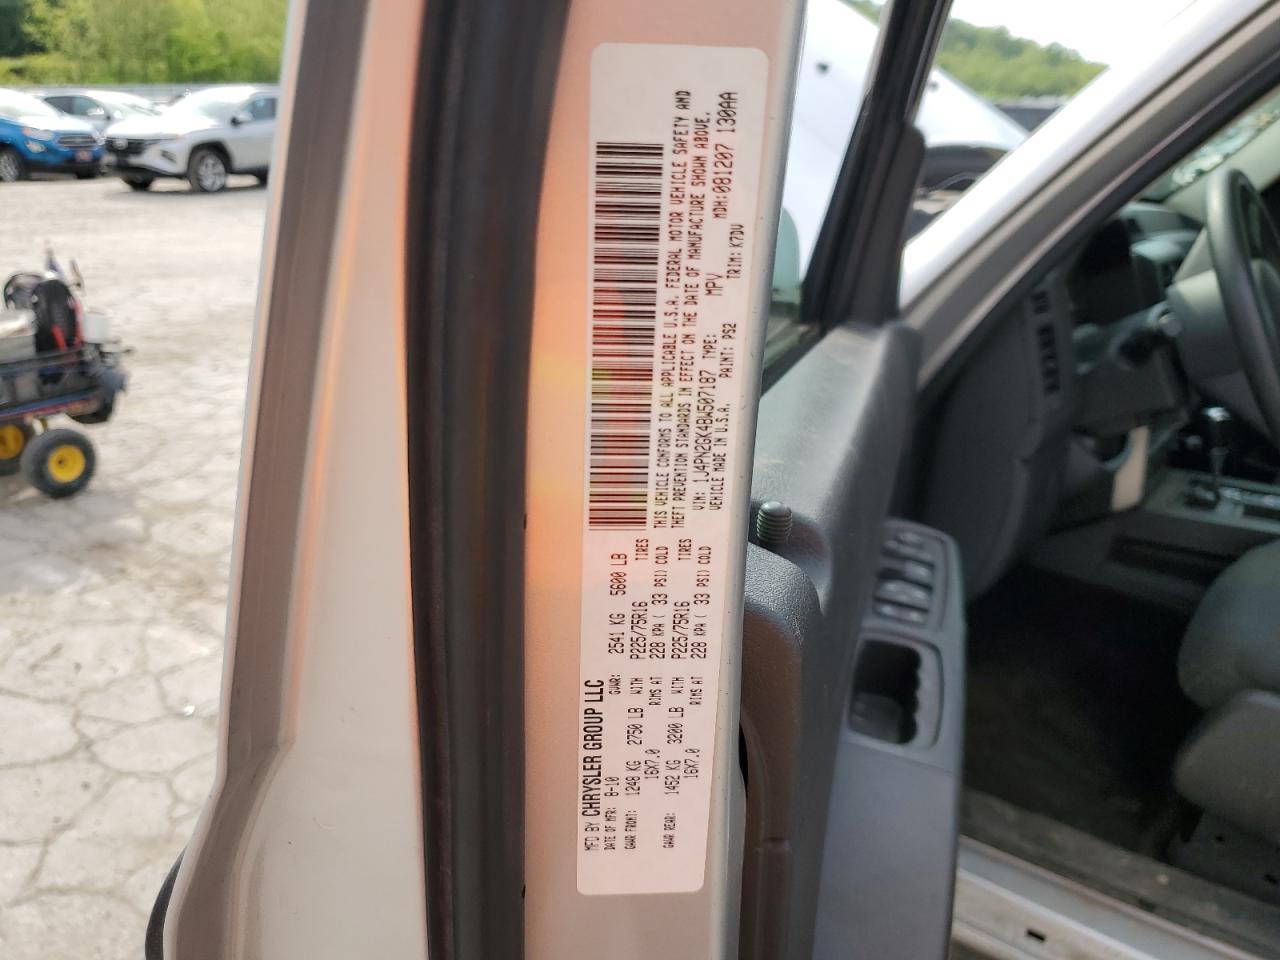 MFD BY CHRYSLER GROUP LLC
DATE OF MFR: 8-10 GVWR: 2541 KG 5600 LB
GAWR FRONT: 1248 KG 2750 LB WITH P225/75R16 TIRES
16X7.0 RIMS AT 228 KPA ( 33 PSI) COLD
GAWR REAR: 1452 KG 3200 LB WITH P225/75R16 TIRES
16X7.0 RIMS AT 228 KPA ( 33 PSI) COLD
THIS VEHICLE CONFORMS TO ALL APPLICABLE U.S.A. FEDERAL MOTOR VEHICLE SAFETY AND
THEFT PREVENTION STANDARDS IN EFFECT ON THE DATE OF MANUFACTURE SHOWN ABOVE.
VIN: 1J4PN2GK4BW507187 TYPE: MPV MDH: 081207 130AA
VEHICLE MADE IN U.S.A. PAINT: PS2 TRIM: K7DV